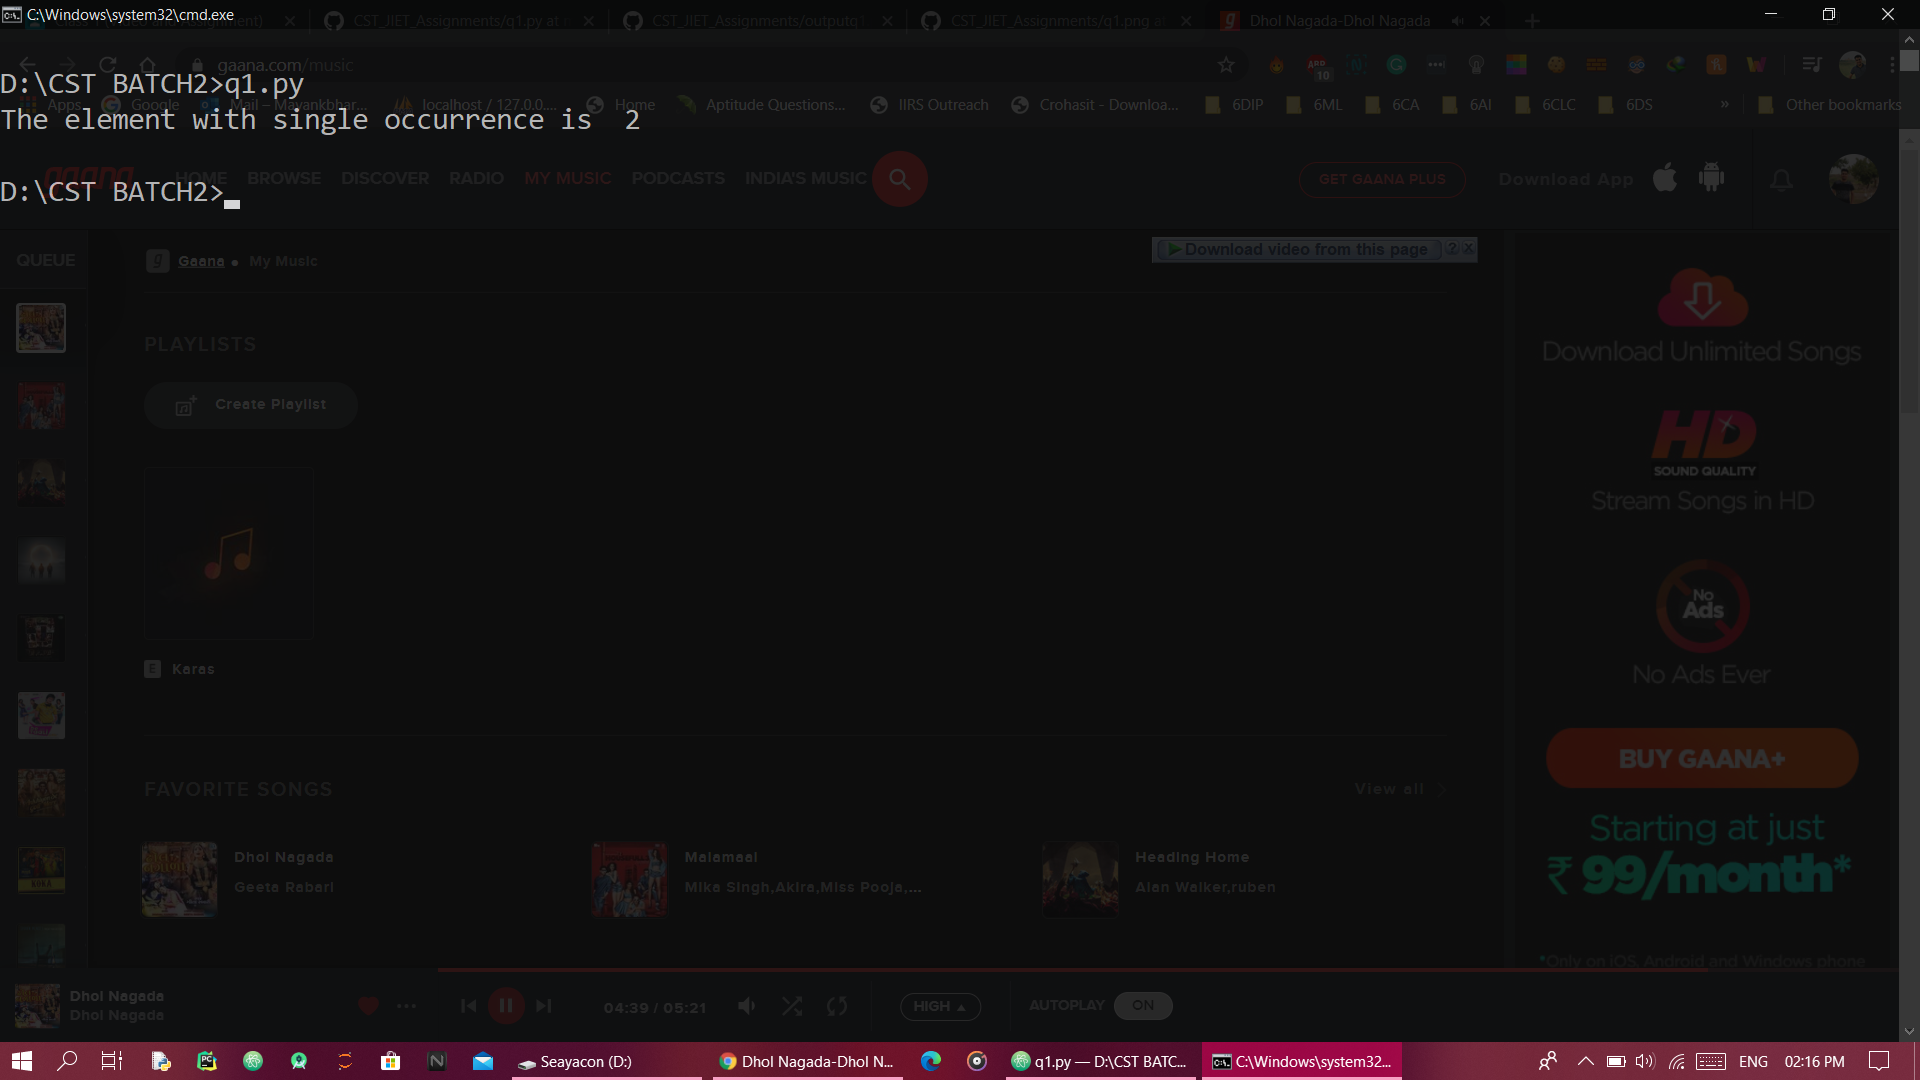 C:\Windows\system32\cmd.exe
CST_JIET_Assignments/q1.py at
CST_JIET_Assignments/outputq1
CST_JIET_Assignments/q1.png at
Dhol Nagada-Dhol Nagada
gaana.com/music
D:\CST BATCH2>q1.py
Apps Google Mail – Mayankbhar... localhost / 127.0.0.... Home Aptitude Questions... IIRS Outreach Crohasit - Downloa... 6DIP 6ML 6CA 6AI 6CLC 6DS » Other bookmarks
The element with single occurrence is  2
gaana HOME BROWSE DISCOVER RADIO MY MUSIC PODCASTS INDIA'S MUSIC GET GAANA PLUS Download App
D:\CST BATCH2>
QUEUE
Gaana My Music
Download video from this page
PLAYLISTS
Create Playlist
E Karas
FAVORITE SONGS
View all
Dhol Nagada
Geeta Rabari
Malamaal
Mika Singh,Akira,Miss Pooja,...
Heading Home
Alan Walker,ruben
Download Unlimited Songs
HD
SOUND QUALITY
Stream Songs in HD
No
Ads
No Ads Ever
BUY GAANA+
Starting at just
₹ 99/month*
*Only on iOS, Android and Windows phone
Dhol Nagada
Dhol Nagada
04:39 / 05:21
HIGH
AUTOPLAY ON
Seayacon (D:)
Dhol Nagada-Dhol N...
q1.py — D:\CST BATC...
C:\Windows\system32...
ENG
02:16 PM